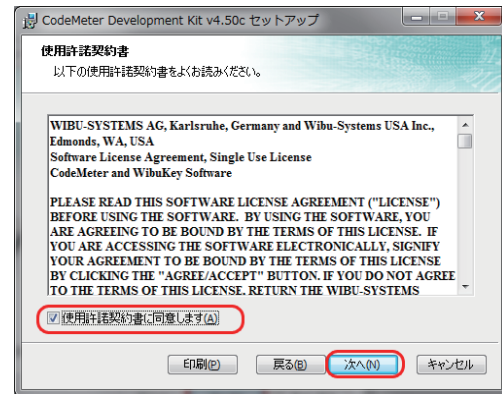 CodeMeter Development Kit v4.50c セットアップ
使用許諾契約書
以下の使用許諾契約書をよくお読みください。
WIBU-SYSTEMS AG, Karlsruhe, Germany and Wibu-Systems USA Inc.,
Edmonds, WA, USA
Software License Agreement, Single Use License
CodeMeter and WibuKey Software
PLEASE READ THIS SOFTWARE LICENSE AGREEMENT ("LICENSE")
BEFORE USING THE SOFTWARE. BY USING THE SOFTWARE, YOU
ARE AGREEING TO BE BOUND BY THE TERMS OF THIS LICENSE. IF
YOU ARE ACCESSING THE SOFTWARE ELECTRONICALLY, SIGNIFY
YOUR AGREEMENT TO BE BOUND BY THE TERMS OF THIS LICENSE
BY CLICKING THE "AGREE/ACCEPT" BUTTON. IF YOU DO NOT AGREE
TO THE TERMS OF THIS LICENSE, RETURN THE WIBU-SYSTEMS
使用許諾契約書に同意します(A)
印刷(P) 戻る(B) 次へ(N) キャンセル